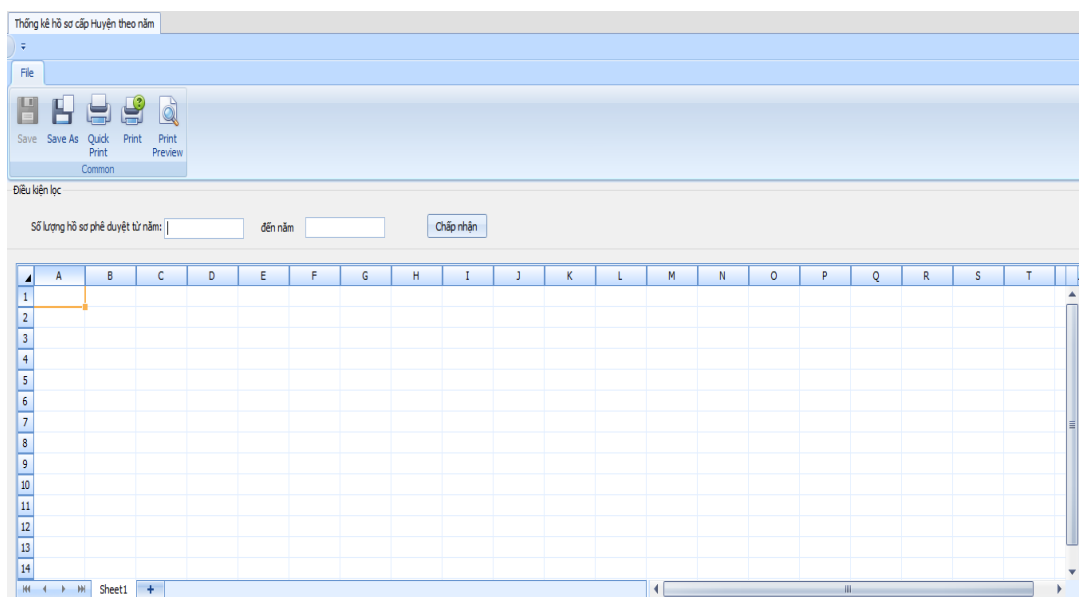 Thống kê hồ sơ cấp Huyện theo năm
File
Save Save As Quick Print Print Print Preview
Common
Điều kiện lọc
Số lượng hồ sơ phê duyệt từ năm: đến năm Chấp nhận
A B C D E F G H I J K L M N O P Q R S T
1
2
3
4
5
6
7
8
9
10
11
12
13
14
Sheet1